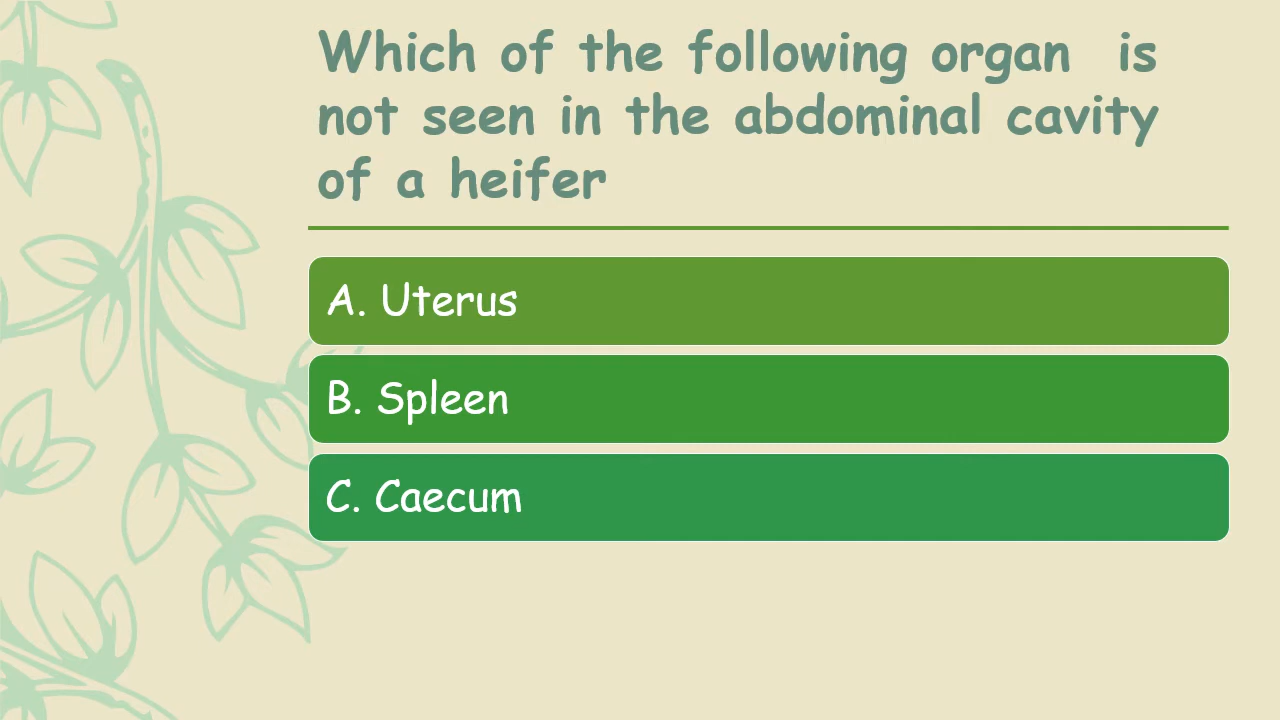 Which of the following organ is
not seen in the abdominal cavity
of a heifer
A. Uterus
B. Spleen
C. Caecum